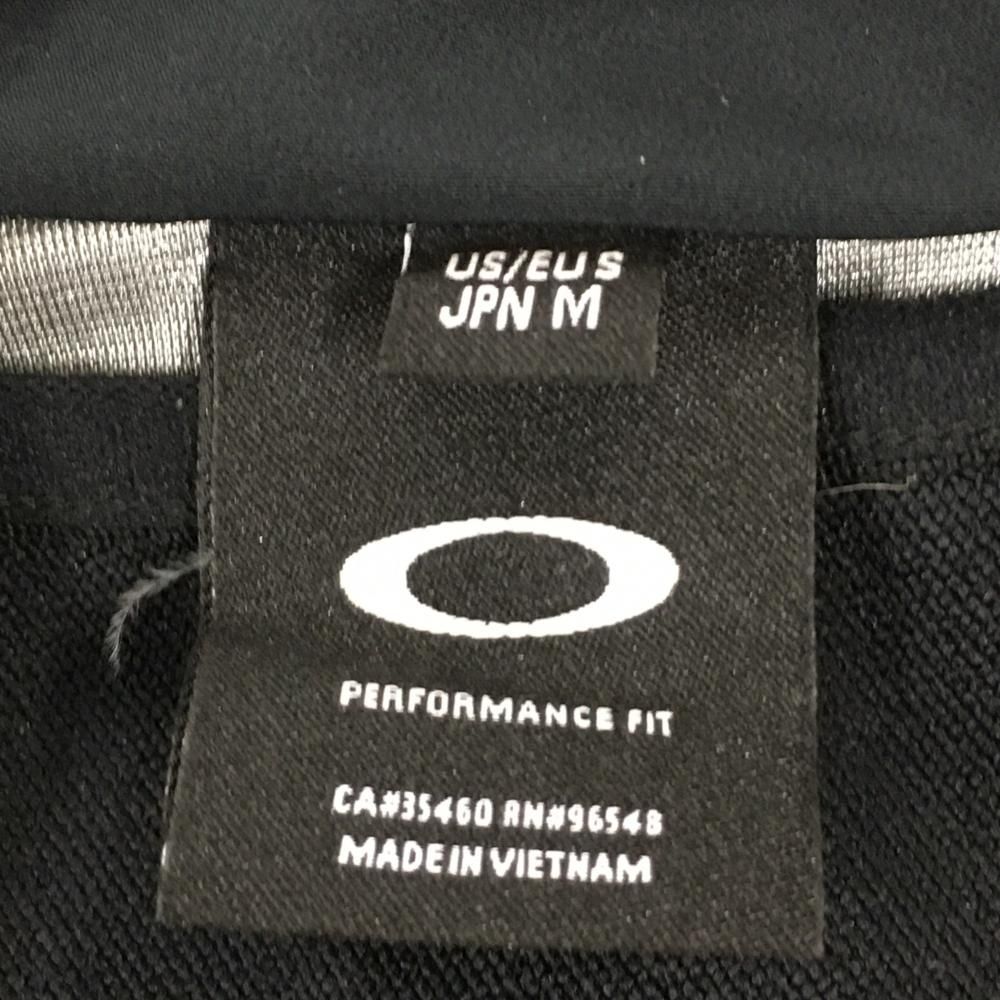 US/EU S
JPN M
PERFORMANCE FIT
CA#35460 RN#96548
MADE IN VIETNAM